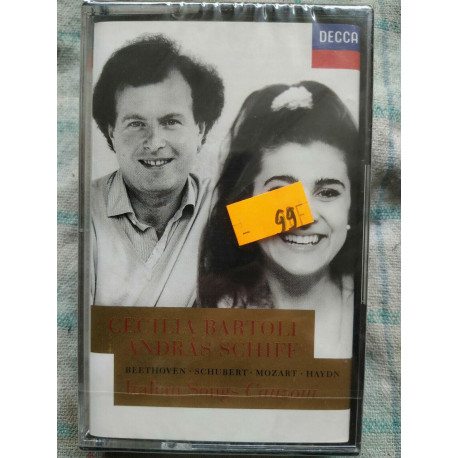 DECCA
99F
CECILIA BARTOLI
ANDRÁS SCHIFF
BEETHOVEN · SCHUBERT · MOZART · HAYDN
Italian Songs Canzoni